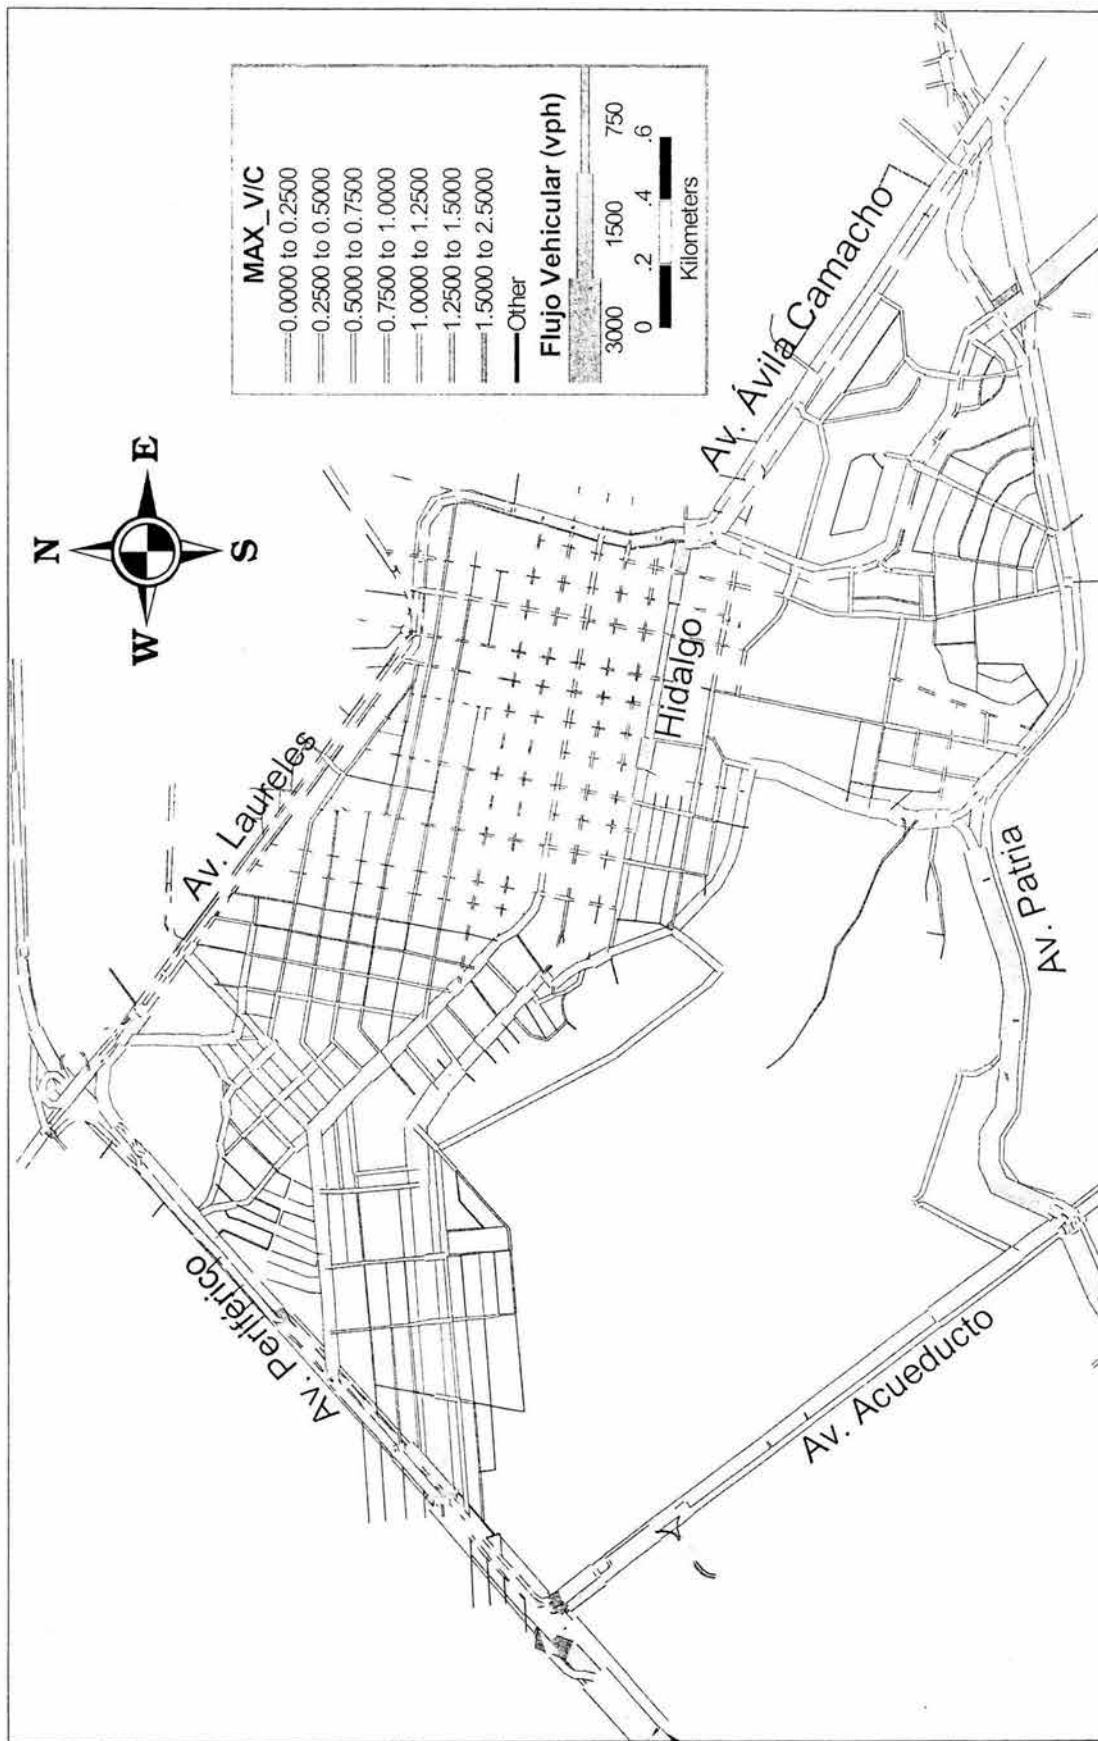 N
W
E
S
MAX_V/C
0.0000 to 0.2500
0.2500 to 0.5000
0.5000 to 0.7500
0.7500 to 1.0000
1.0000 to 1.2500
1.2500 to 1.5000
1.5000 to 2.5000
Other
Flujo Vehicular (vph)
3000 1500 750
0 .2 .4 .6
Kilometers
Av. Laureles
Av. Periférico
Hidalgo
Av. Ávila Camacho
Av. Patria
Av. Acueducto